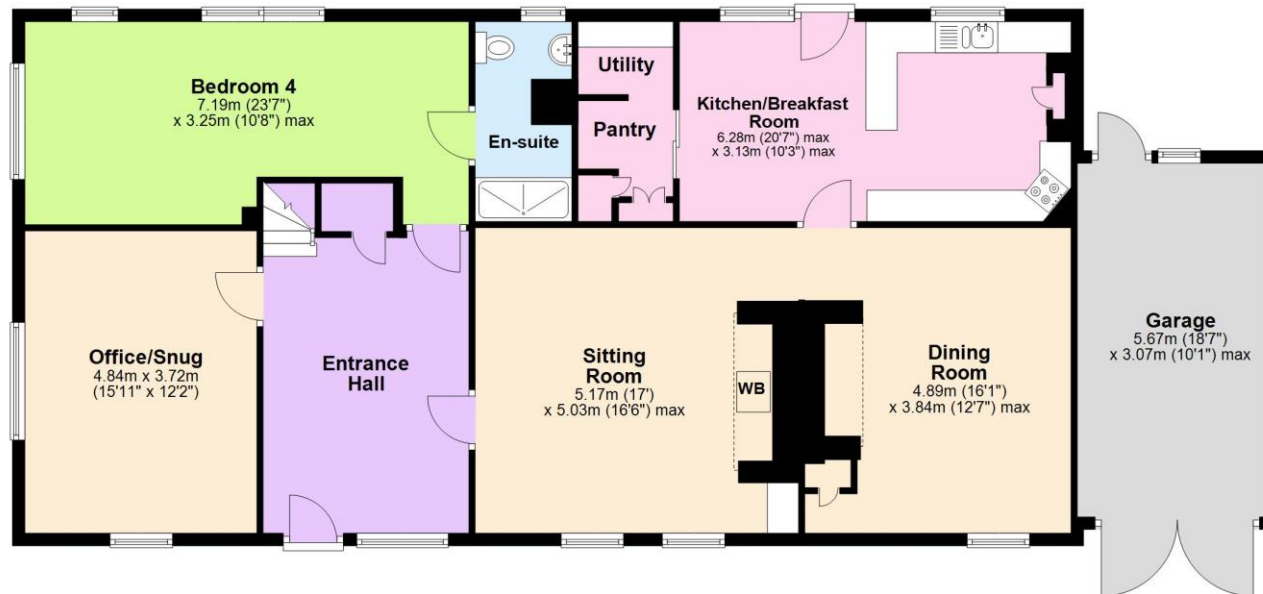 Bedroom 4
7.19m (23'7")
x 3.25m (10'8") max
En-suite
Utility
Pantry
Kitchen/Breakfast
Room
6.28m (20'7") max
x 3.13m (10'3") max
Office/Snug
4.84m x 3.72m
(15'11" x 12'2")
Entrance
Hall
Sitting
Room
5.17m (17')
x 5.03m (16'6") max
WB
Dining
Room
4.89m (16'1")
x 3.84m (12'7") max
Garage
5.67m (18'7")
x 3.07m (10'1") max